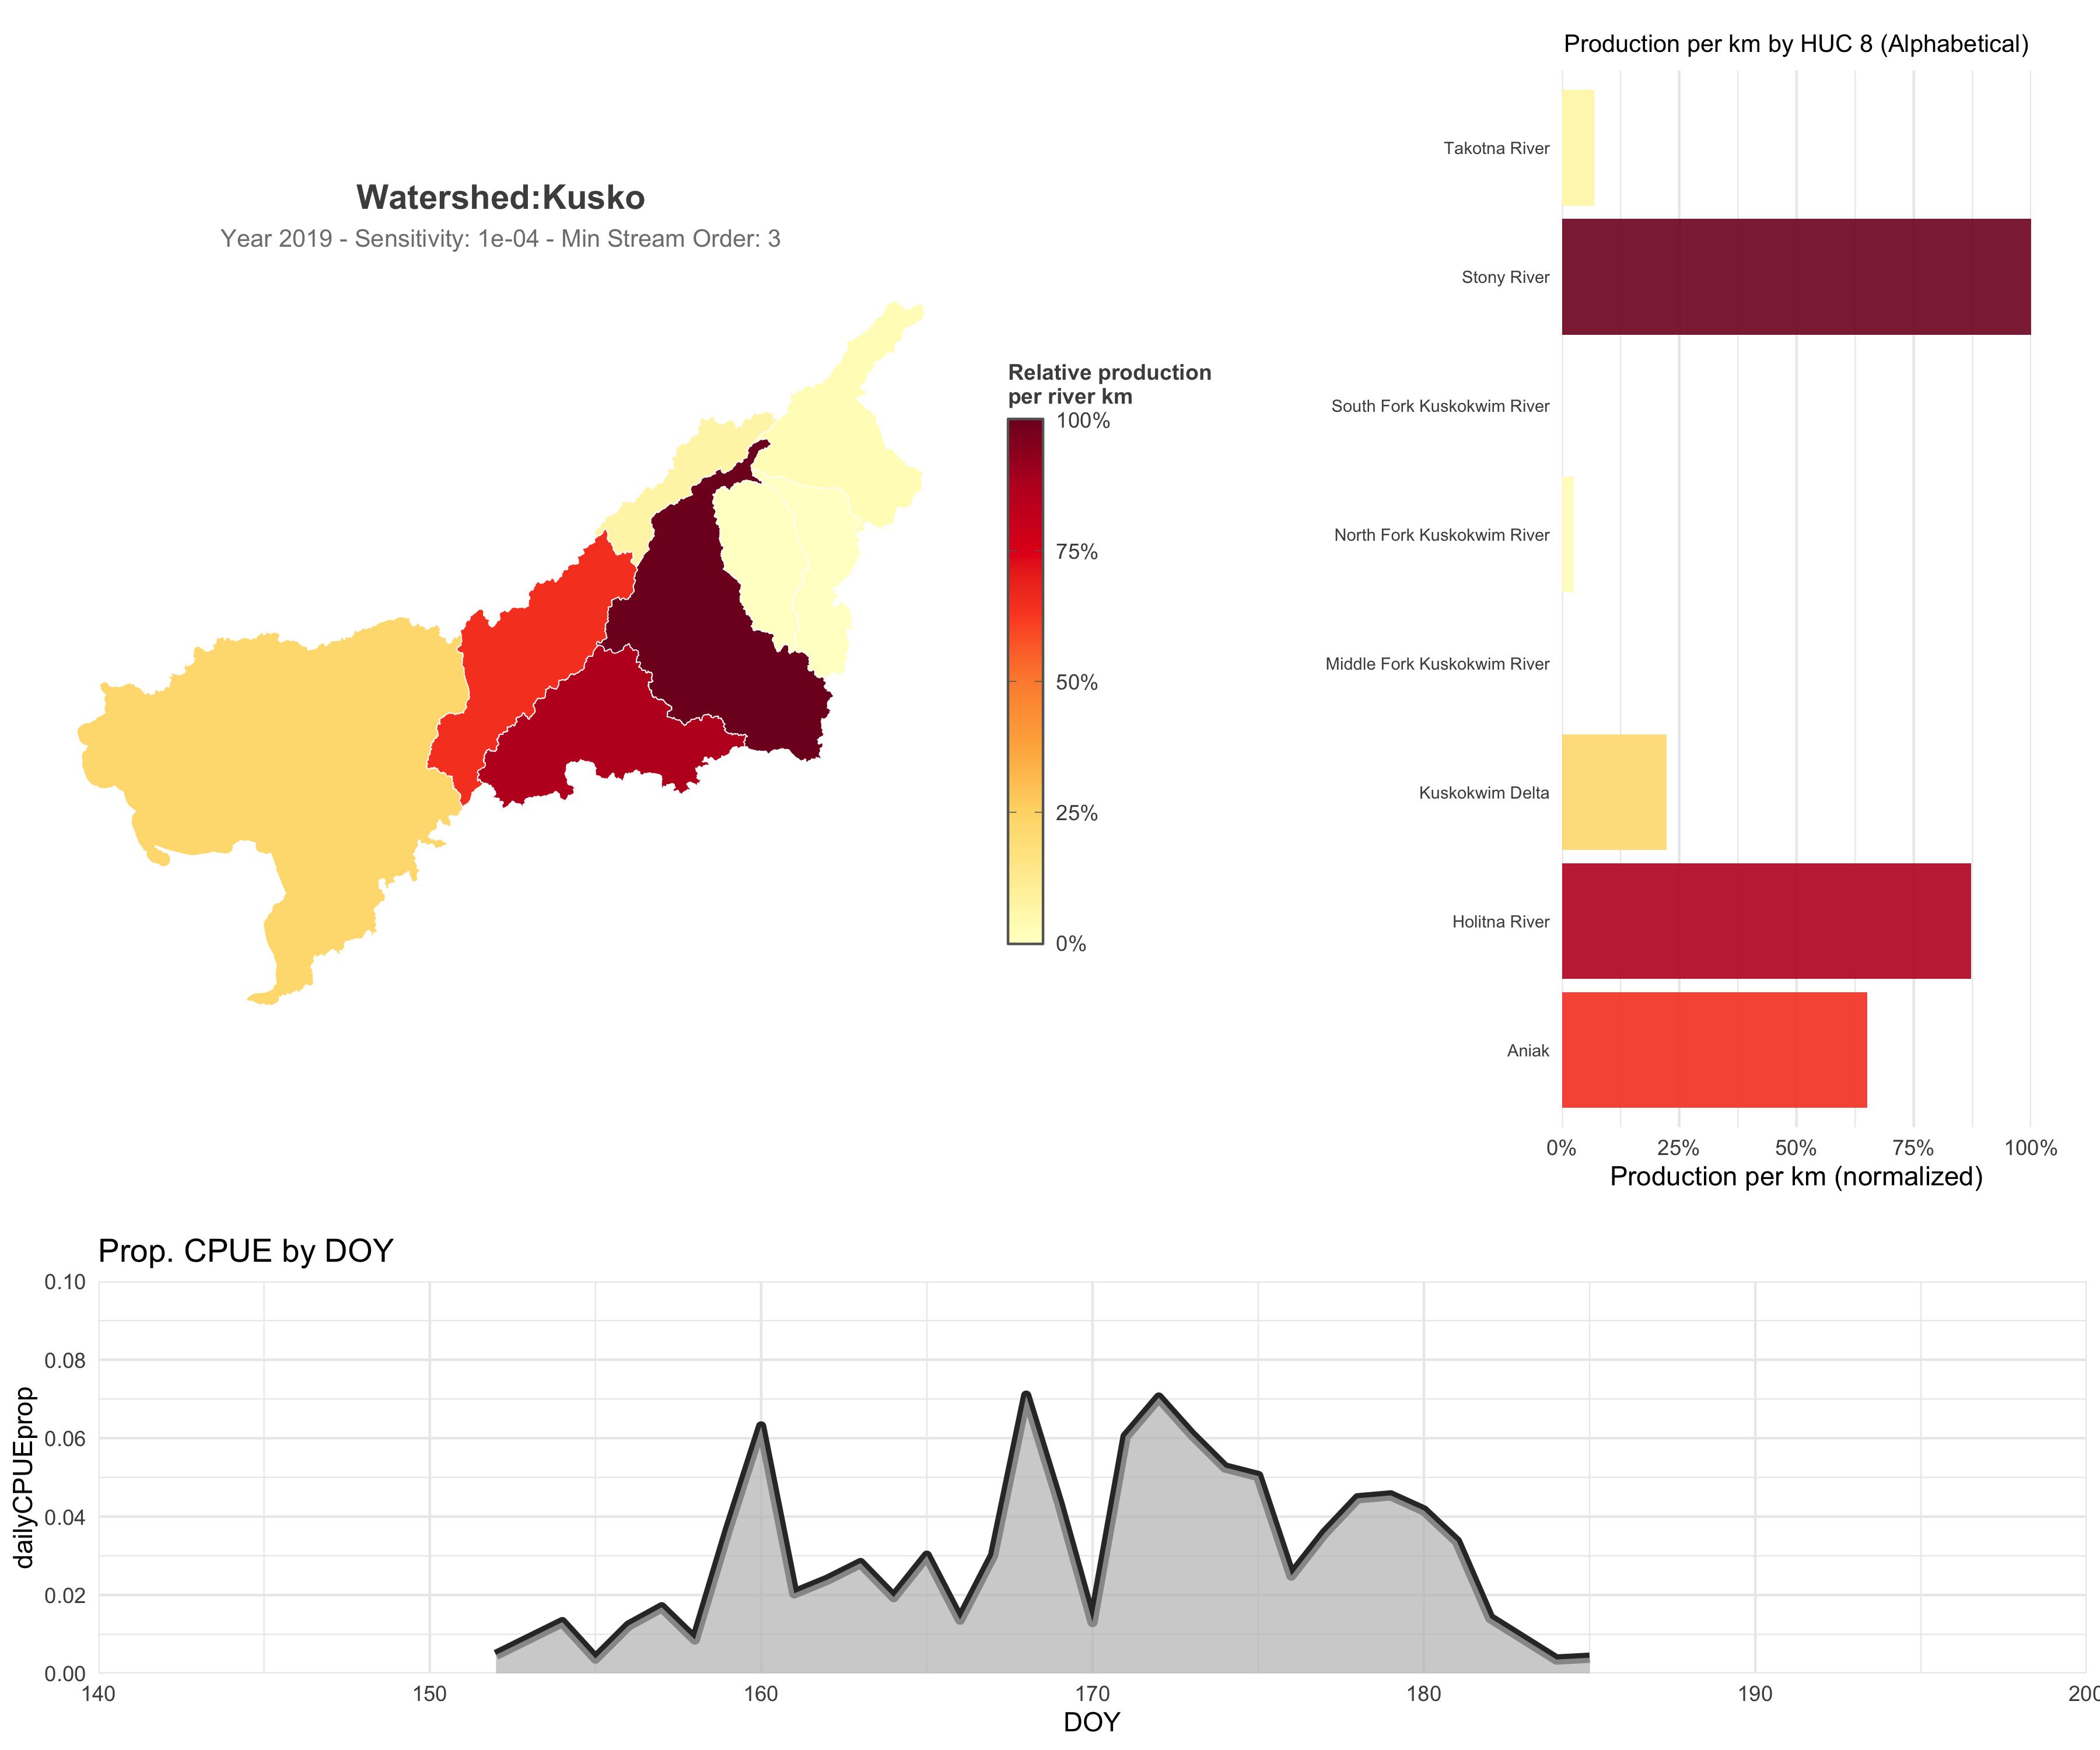 Production per km by HUC 8 (Alphabetical)
Takotna River
Stony River
South Fork Kuskokwim River
North Fork Kuskokwim River
Middle Fork Kuskokwim River
Kuskokwim Delta
Holitna River
Aniak
0% 25% 50% 75% 100%
Production per km (normalized)
Watershed:Kusko
Year 2019 - Sensitivity: 1e-04 - Min Stream Order: 3
Relative production
per river km
100%
75%
50%
25%
0%
Prop. CPUE by DOY
dailyCPUEprop
0.10
0.08
0.06
0.04
0.02
0.00
140 150 160 170 180 190 200
DOY